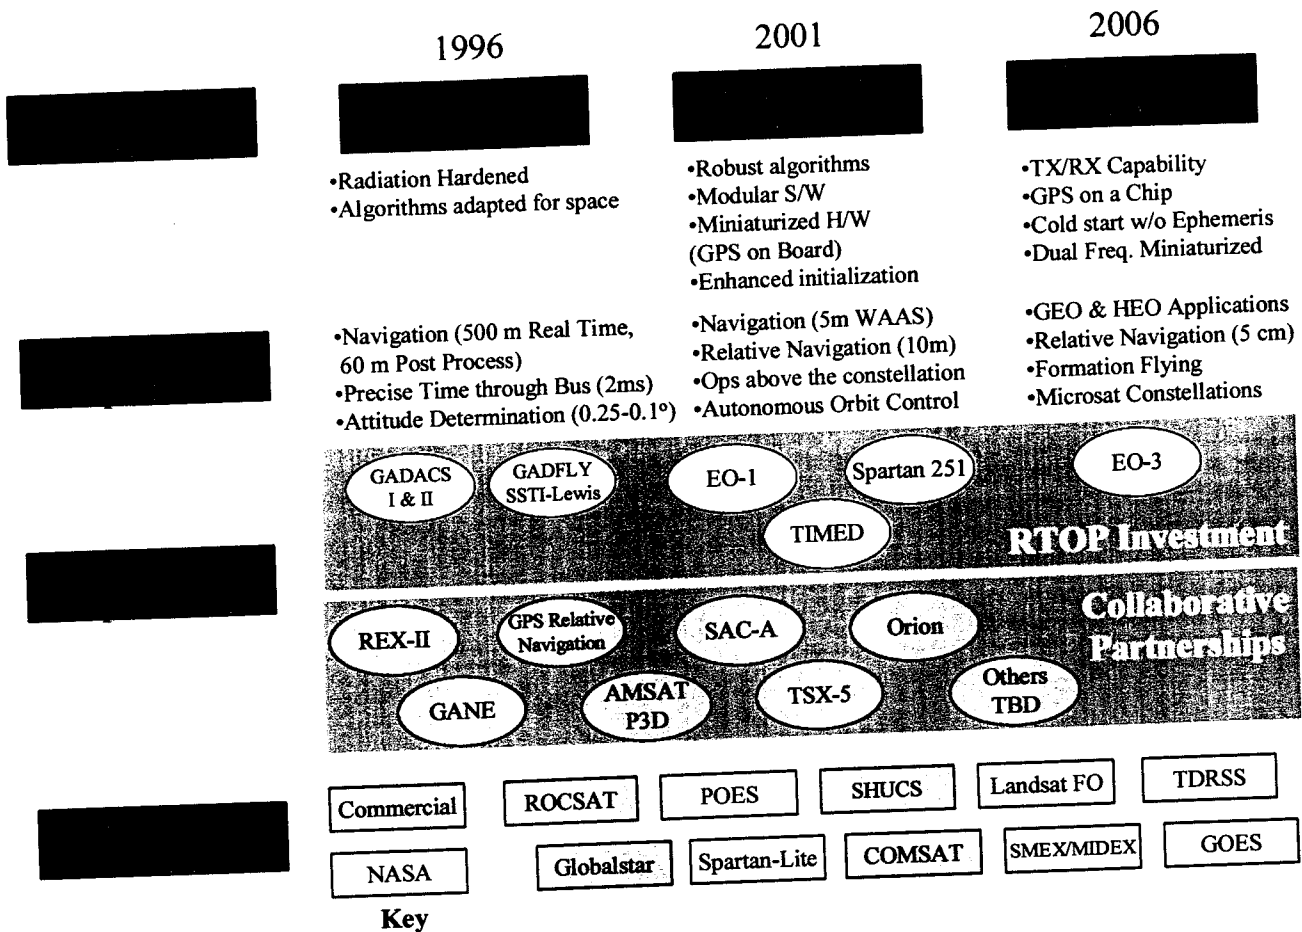 1996
2001
2006
•Radiation Hardened
•Algorithms adapted for space
•Robust algorithms
•Modular S/W
•Miniaturized H/W
(GPS on Board)
•Enhanced initialization
•TX/RX Capability
•GPS on a Chip
•Cold start w/o Ephemeris
•Dual Freq. Miniaturized
•Navigation (500 m Real Time,
60 m Post Process)
•Precise Time through Bus (2ms)
•Attitude Determination (0.25-0.1°)
•Navigation (5m WAAS)
•Relative Navigation (10m)
•Ops above the constellation
•Autonomous Orbit Control
•GEO & HEO Applications
•Relative Navigation (5 cm)
•Formation Flying
•Microsat Constellations
GADACS
I & II
GADFLY
SSTI-Lewis
EO-1
Spartan 251
EO-3
TIMED
RTOP Investment
Collaborative
Partnerships
REX-II
GPS Relative
Navigation
SAC-A
Orion
GANE
AMSAT
P3D
TSX-5
Others
TBD
Commercial
ROCSAT
POES
SHUCS
Landsat FO
TDRSS
NASA
Globalstar
Spartan-Lite
COMSAT
SMEX/MIDEX
GOES
Key